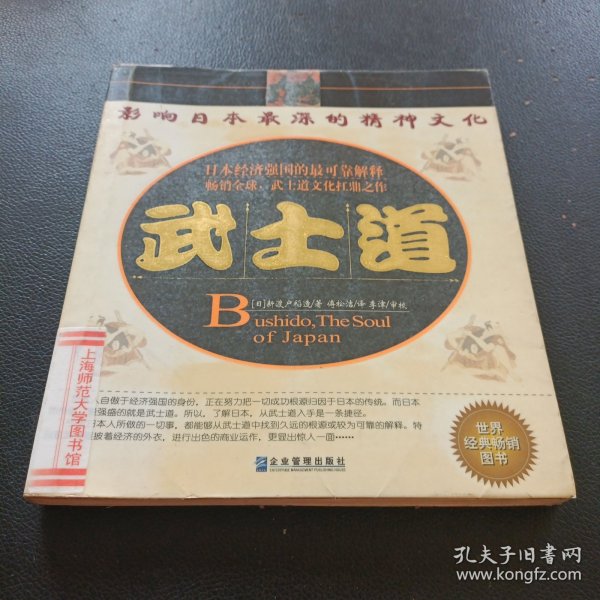 影响日本最深的精神文化
日本经济强国的最可靠解释
畅销全球，武士道文化杠鼎之作
武士道
[日]新渡户稻造/著 傅松洁/译 李津/审校
Bushido, The Soul
of Japan
上海师范大学图书馆
人自傲于经济强国的身份，正在努力把一切成功根源归因于日本的传统。而日本
强盛的就是武士道。所以，了解日本，从武士道入手是一条捷径。
本人所做的一切事，都能够从武士道中找到久远的根源或较为可靠的解释。特
披着经济的外衣，进行出色的商业运作，更显出惊人一面……
世界
经典畅销
图书
企业管理出版社
孔夫子旧书网
www.kongfz.com